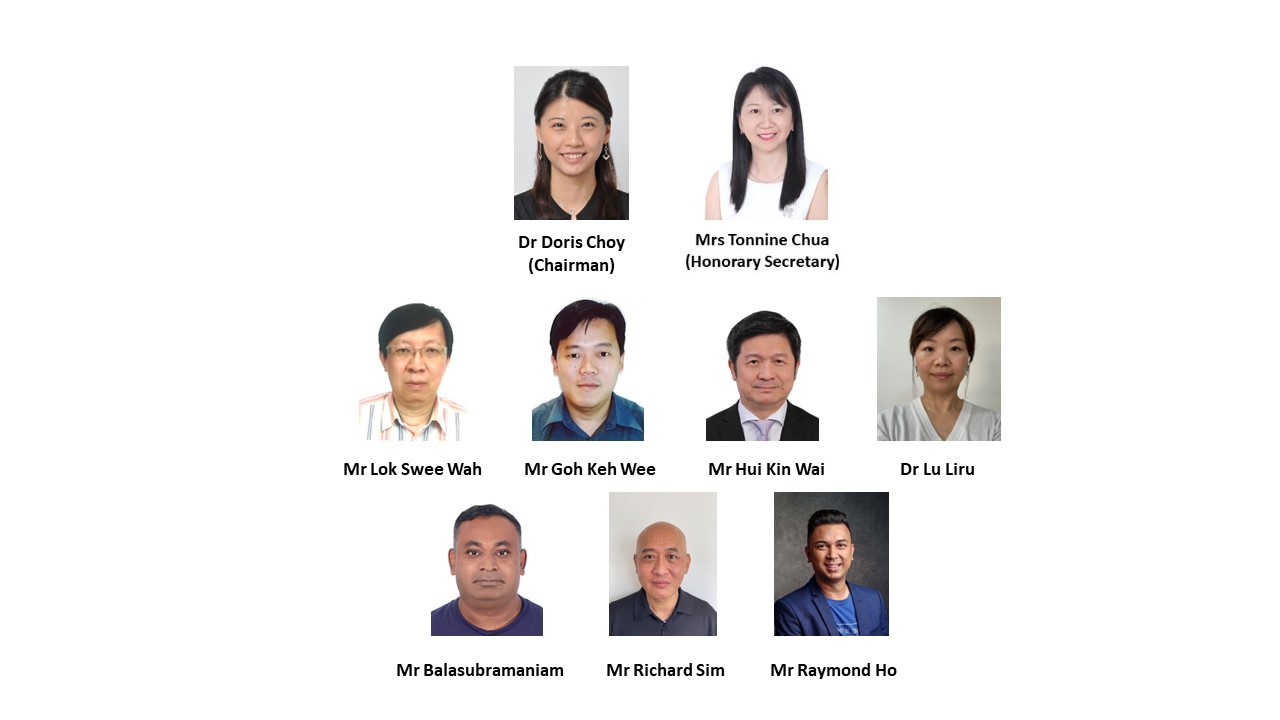 Dr Doris Choy
(Chairman)
Mrs Tonnine Chua
(Honorary Secretary)
Mr Lok Swee Wah
Mr Goh Keh Wee
Mr Hui Kin Wai
Dr Lu Liru
Mr Balasubramaniam
Mr Richard Sim
Mr Raymond Ho